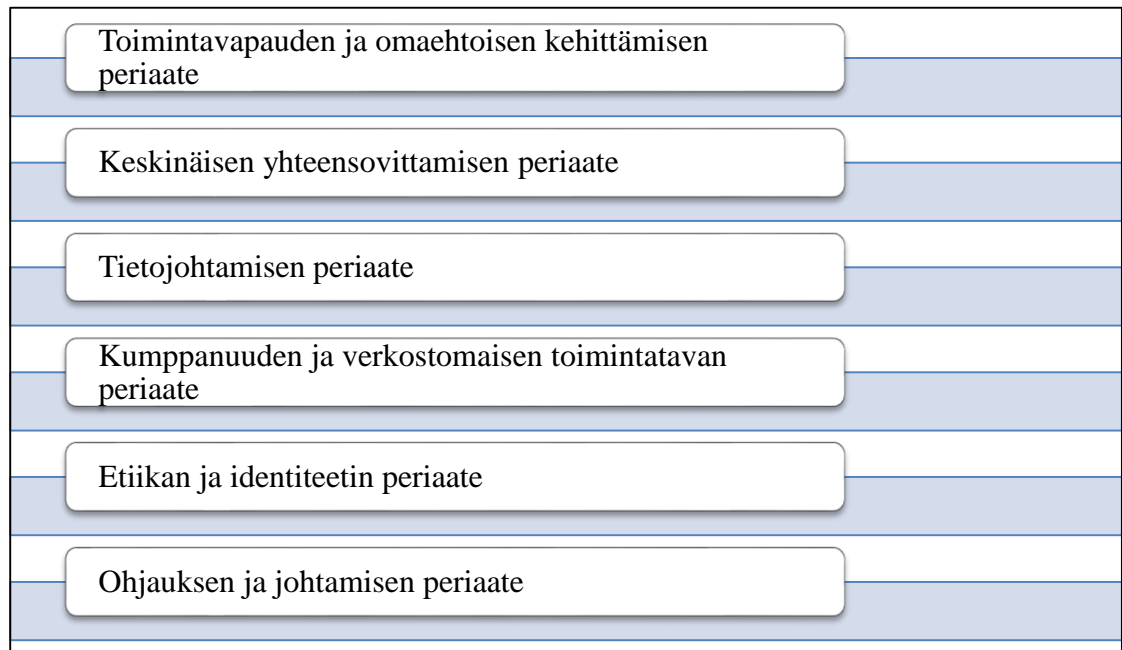 Toimintavapauden ja omaehtoisen kehittämisen
periaate
Keskinäisen yhteensovittamisen periaate
Tietojohtamisen periaate
Kumppanuuden ja verkostomaisen toimintatavan
periaate
Etiikan ja identiteetin periaate
Ohjauksen ja johtamisen periaate